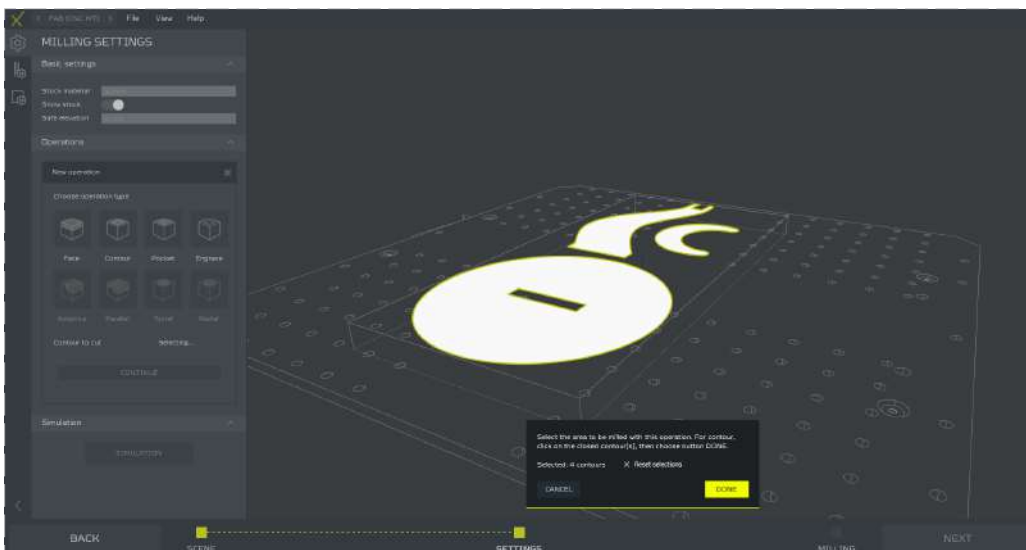 File View Help
MILLING SETTINGS
Basic settings
Stock material
Show stock
Safe elevation
Operations
New operation
Choose operation type
Face Contour Pocket Engrave
Parallel
Contour to cut Selecting...
CONTINUE
Simulation
SIMULATION
Select the area to be milled with this operation. For contour,
click on the closed contour(s), then choose button DONE.
Selected: 4 contours X Reset selections
CANCEL DONE
BACK SCENE SETTINGS MILLING NEXT